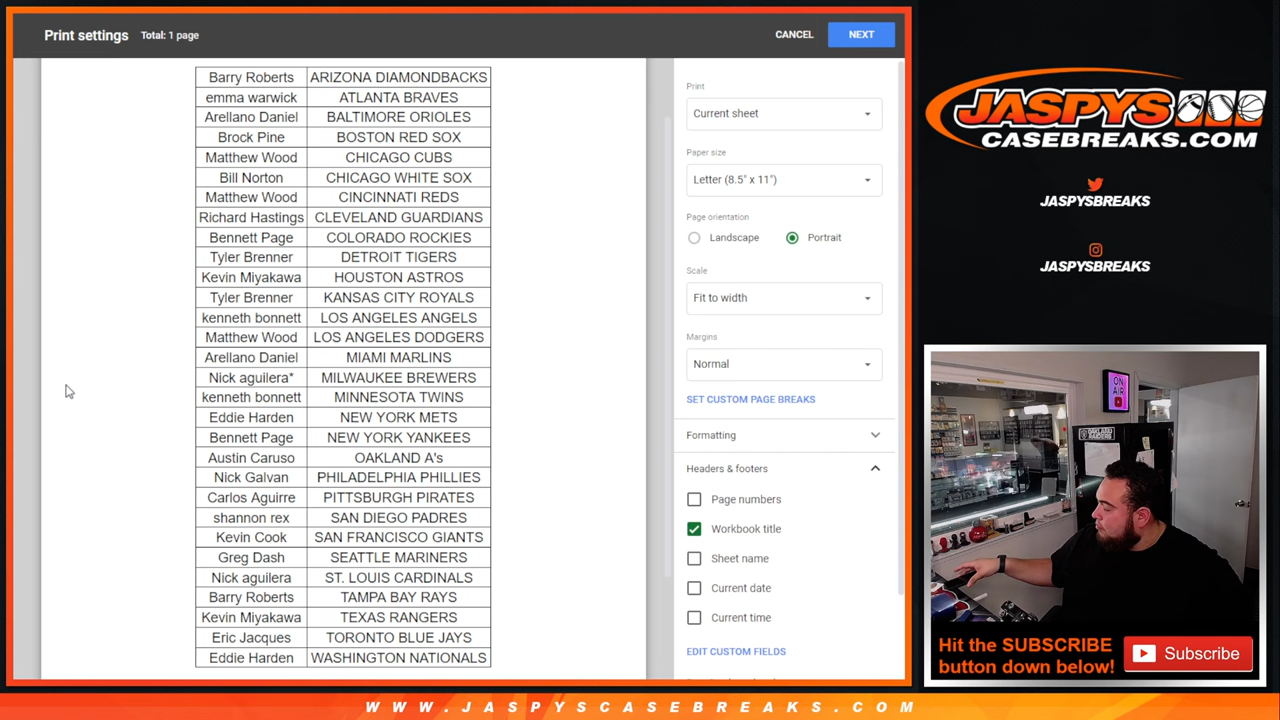 Print settings Total: 1 page CANCEL NEXT
Barry Roberts ARIZONA DIAMONDBACKS
emma warwick ATLANTA BRAVES
Arellano Daniel BALTIMORE ORIOLES
Brock Pine BOSTON RED SOX
Matthew Wood CHICAGO CUBS
Bill Norton CHICAGO WHITE SOX
Matthew Wood CINCINNATI REDS
Richard Hastings CLEVELAND GUARDIANS
Bennett Page COLORADO ROCKIES
Tyler Brenner DETROIT TIGERS
Kevin Miyakawa HOUSTON ASTROS
Tyler Brenner KANSAS CITY ROYALS
kenneth bonnett LOS ANGELES ANGELS
Matthew Wood LOS ANGELES DODGERS
Arellano Daniel MIAMI MARLINS
Nick aguilera* MILWAUKEE BREWERS
kenneth bonnett MINNESOTA TWINS
Eddie Harden NEW YORK METS
Bennett Page NEW YORK YANKEES
Austin Caruso OAKLAND A's
Nick Galvan PHILADELPHIA PHILLIES
Carlos Aguirre PITTSBURGH PIRATES
shannon rex SAN DIEGO PADRES
Kevin Cook SAN FRANCISCO GIANTS
Greg Dash SEATTLE MARINERS
Nick aguilera ST. LOUIS CARDINALS
Barry Roberts TAMPA BAY RAYS
Kevin Miyakawa TEXAS RANGERS
Eric Jacques TORONTO BLUE JAYS
Eddie Harden WASHINGTON NATIONALS
Print
Current sheet
Paper size
Letter (8.5" x 11")
Page orientation
Landscape Portrait
Scale
Fit to width
Margins
Normal
SET CUSTOM PAGE BREAKS
Formatting
Headers & footers
Page numbers
Workbook title
Sheet name
Current date
Current time
EDIT CUSTOM FIELDS
JASPYS
CASEBREAKS.COM
JASPYSBREAKS
JASPYSBREAKS
ON
AIR
OAKLAND
RAIDERS
Hit the SUBSCRIBE
button down below!
Subscribe
WWW.JASPYSCASEBREAKS.COM